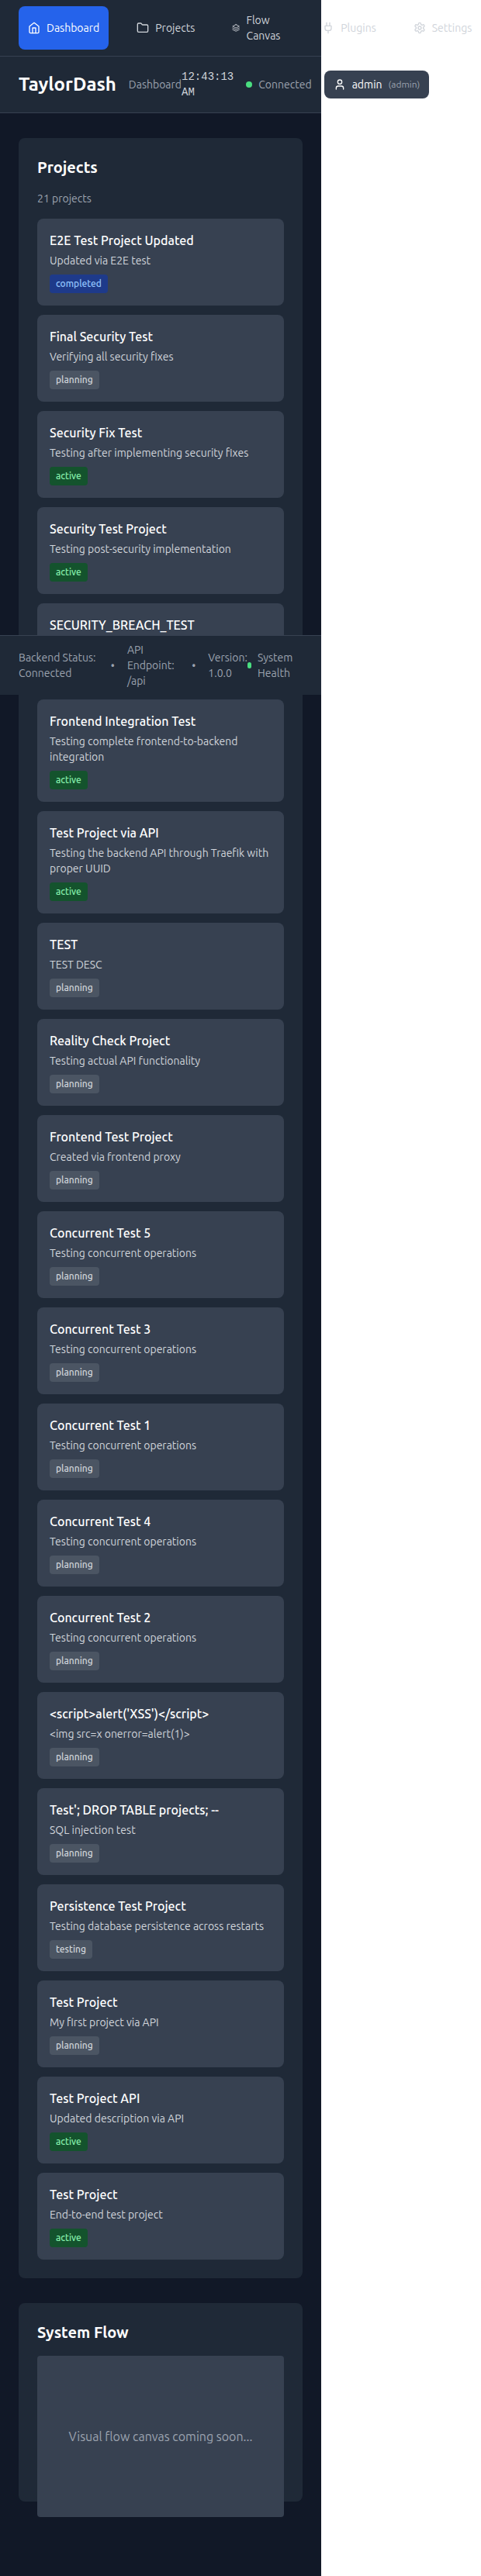 Dashboard
Projects
Flow
Canvas
Plugins
Settings
TaylorDash
Dashboard
12:43:13
AM
Connected
admin (admin)
Projects
21 projects
E2E Test Project Updated
Updated via E2E test
completed
Final Security Test
Verifying all security fixes
planning
Security Fix Test
Testing after implementing security fixes
active
Security Test Project
Testing post-security implementation
active
SECURITY_BREACH_TEST
Backend Status:
Connected
•
API
Endpoint:
/api
•
Version:
1.0.0
System
Health
Frontend Integration Test
Testing complete frontend-to-backend
integration
active
Test Project via API
Testing the backend API through Traefik with
proper UUID
active
TEST
TEST DESC
planning
Reality Check Project
Testing actual API functionality
planning
Frontend Test Project
Created via frontend proxy
planning
Concurrent Test 5
Testing concurrent operations
planning
Concurrent Test 3
Testing concurrent operations
planning
Concurrent Test 1
Testing concurrent operations
planning
Concurrent Test 4
Testing concurrent operations
planning
Concurrent Test 2
Testing concurrent operations
planning
<script>alert('XSS')</script>
<img src=x onerror=alert(1)>
planning
Test'; DROP TABLE projects; --
SQL injection test
planning
Persistence Test Project
Testing database persistence across restarts
testing
Test Project
My first project via API
planning
Test Project API
Updated description via API
active
Test Project
End-to-end test project
active
System Flow
Visual flow canvas coming soon...